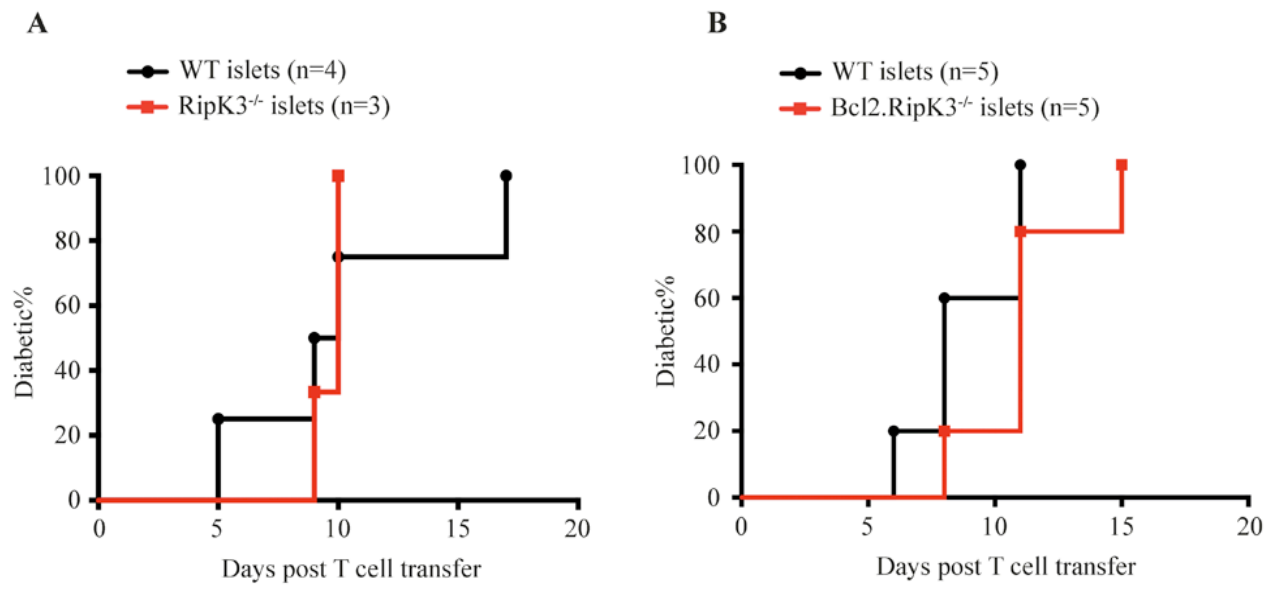 A
WT islets (n=4)
RipK3-/- islets (n=3)
100
80
60
40
20
0
Diabetic%
0 5 10 15 20
Days post T cell transfer
B
WT islets (n=5)
Bcl2.RipK3-/- islets (n=5)
100
80
60
40
20
0
Diabetic%
0 5 10 15 20
Days post T cell transfer